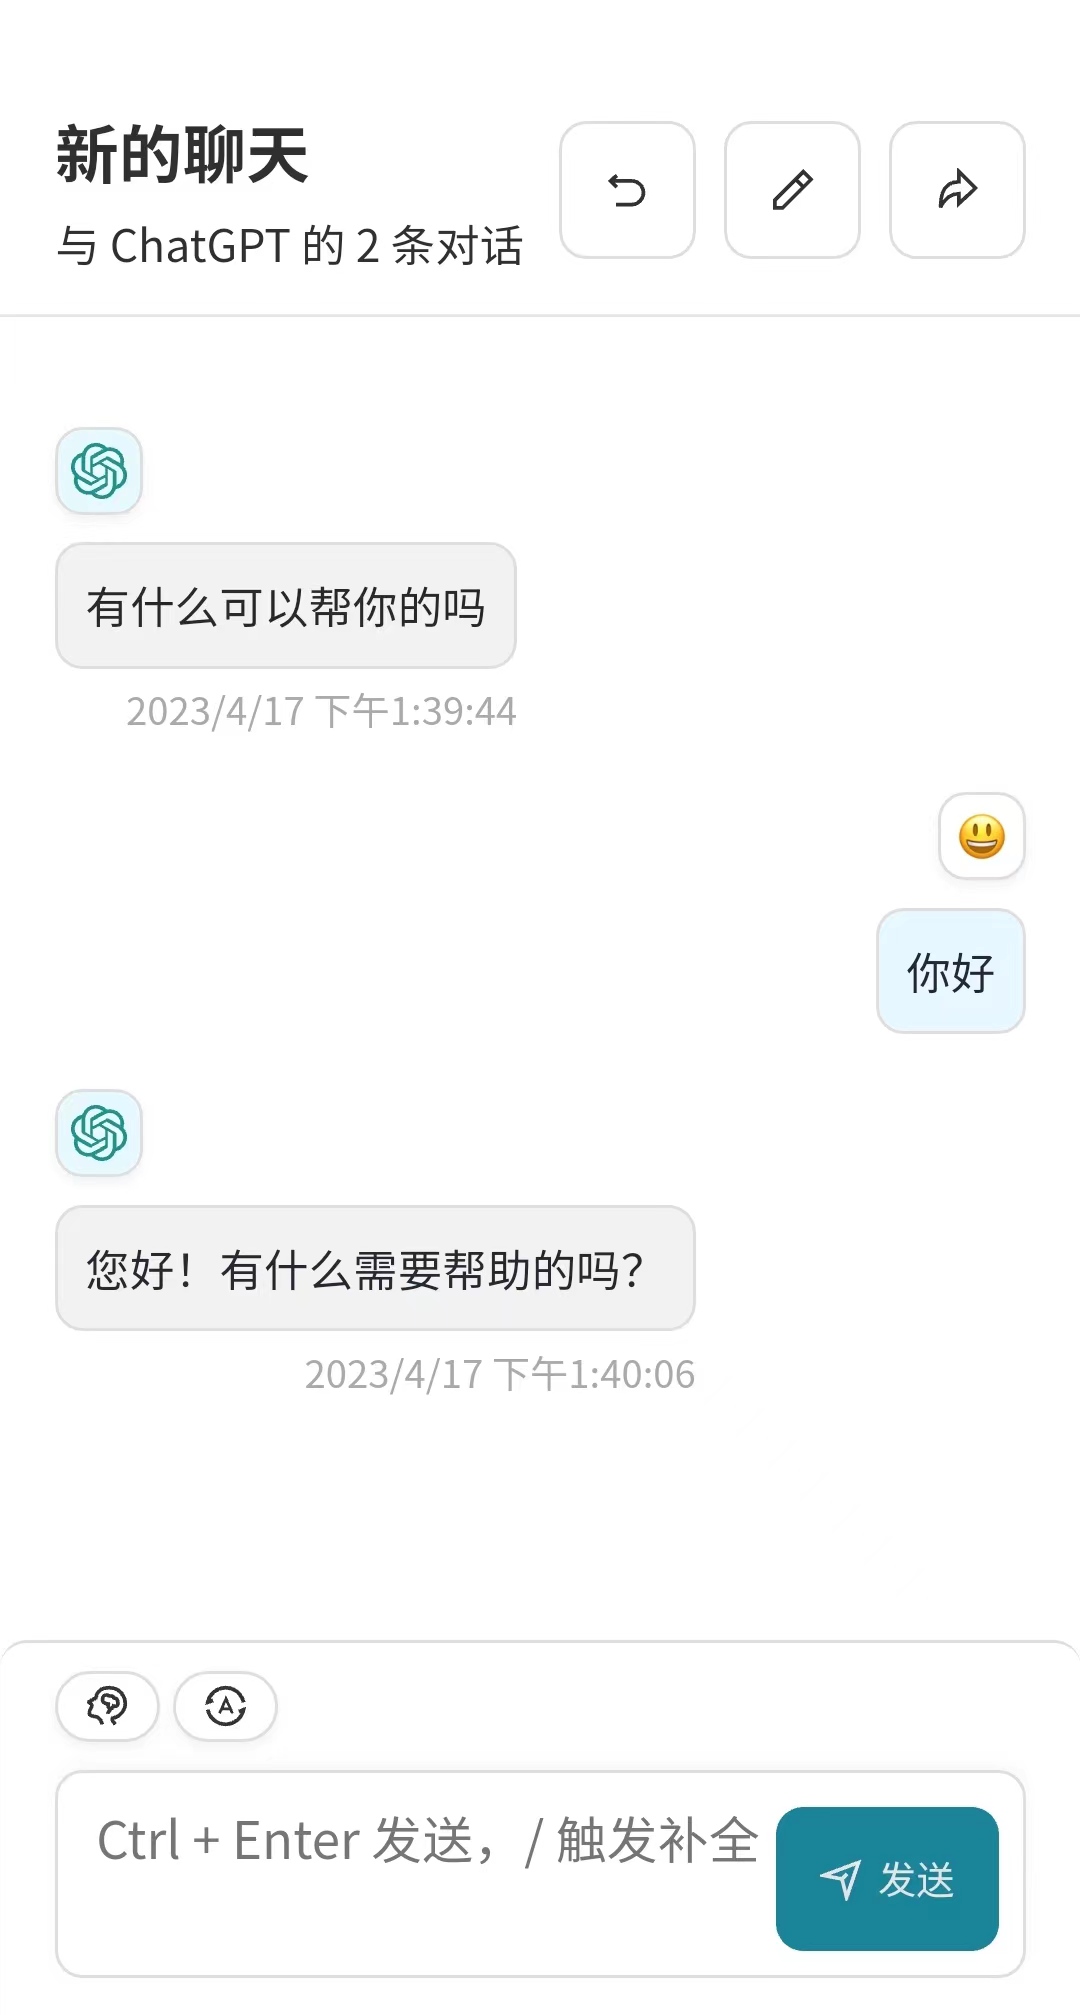 新的聊天
与 ChatGPT 的 2 条对话
有什么可以帮你的吗
2023/4/17 下午1:39:44
你好
您好！有什么需要帮助的吗？
2023/4/17 下午1:40:06
A
Ctrl + Enter 发送，/ 触发补全
发送